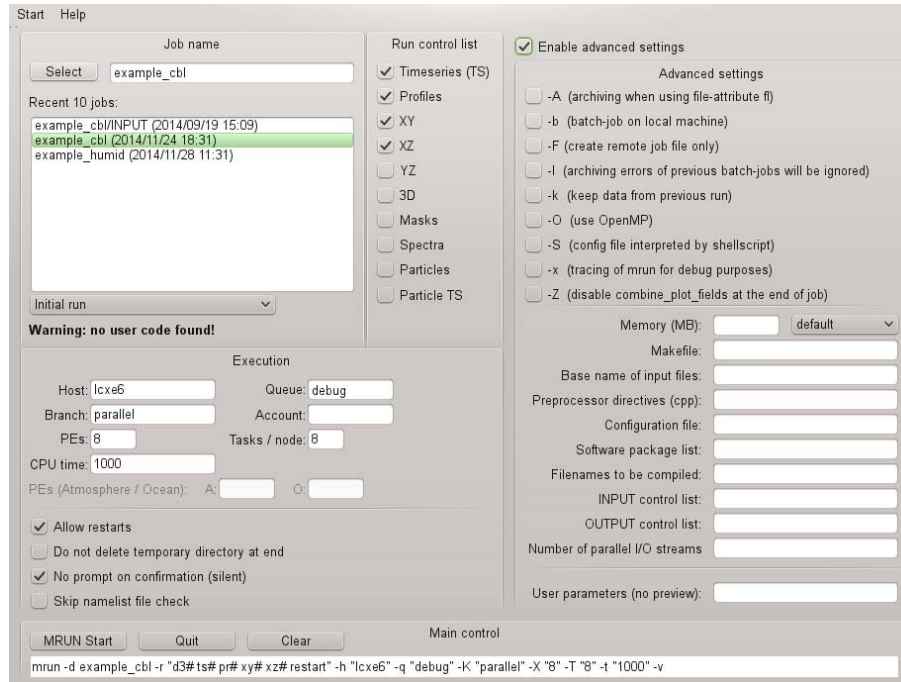 Start Help
Job name
Select example_cbl
Recent 10 jobs:
example_cbl/INPUT (2014/09/19 15:09)
example_cbl (2014/11/24 18:31)
example_humid (2014/11/28 11:31)
Initial run
Warning: no user code found!
Run control list
Timeseries (TS)
Profiles
XY
XZ
YZ
3D
Masks
Spectra
Particles
Particle TS
Execution
Host: lcxe6 Queue: debug
Branch: parallel Account:
PEs: 8 Tasks / node: 8
CPU time: 1000
PEs (Atmosphere / Ocean): A: O:
Allow restarts
Do not delete temporary directory at end
No prompt on confirmation (silent)
Skip namelist file check
Enable advanced settings
Advanced settings
-A (archiving when using file-attribute fl)
-b (batch-job on local machine)
-F (create remote job file only)
-I (archiving errors of previous batch-jobs will be ignored)
-k (keep data from previous run)
-O (use OpenMP)
-S (config file interpreted by shellscript)
-x (tracing of mrun for debug purposes)
-Z (disable combine_plot_fields at the end of job)
Memory (MB): default
Makefile:
Base name of input files:
Preprocessor directives (cpp):
Configuration file:
Software package list:
Filenames to be compiled:
INPUT control list:
OUTPUT control list:
Number of parallel I/O streams
User parameters (no preview):
Main control
MRUN Start Quit Clear
mrun -d example_cbl -r "d3# ts# pr# xy# xz# restart" -h "lcxe6" -q "debug" -K "parallel" -X "8" -T "8" -t "1000" -v